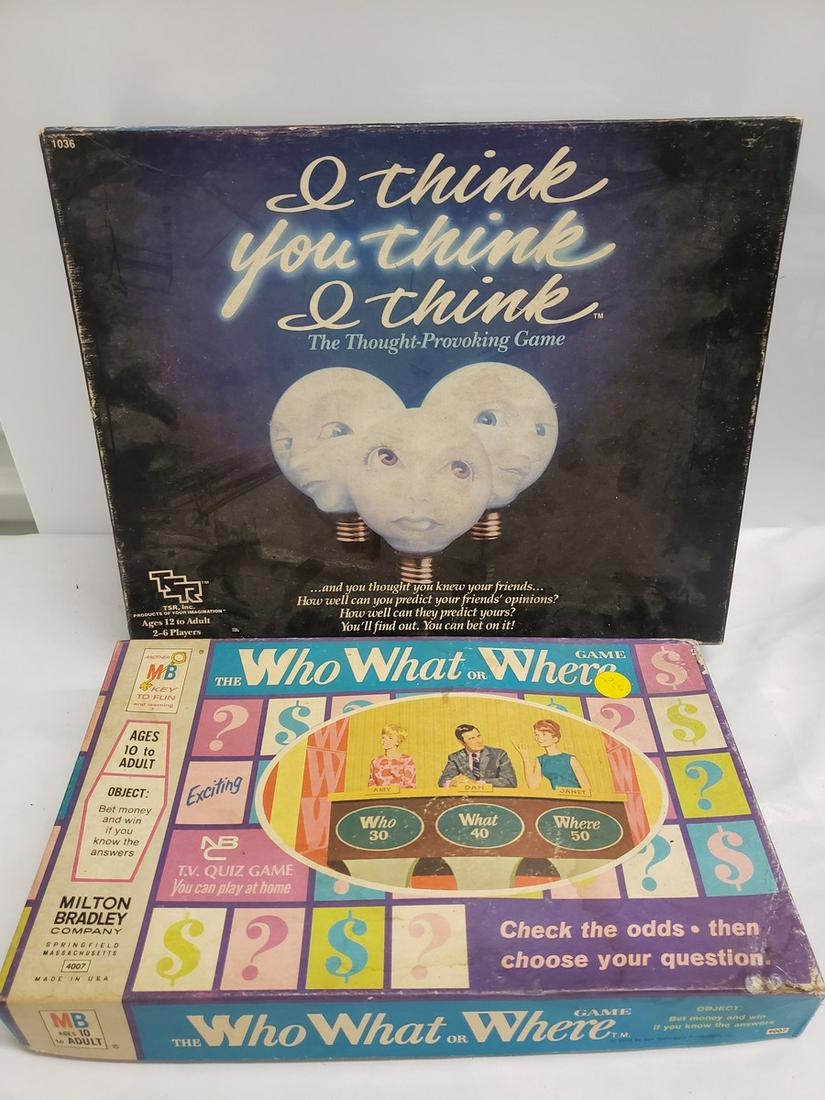 1036
I think
you think
I think™
The Thought-Provoking Game
...and you thought you knew your friends...
How well can you predict your friends' opinions?
How well can they predict yours?
You'll find out. You can bet on it!
TSR™
TSR, Inc.
PRODUCTS OF YOUR IMAGINATION™
Ages 12 to Adult
2-6 Players
ANOTHER
MB
KEY
TO FUN
and learning
®
AGES
10 to
ADULT
OBJECT:
Bet money
and win
if you
know the
answers
MILTON
BRADLEY
COMPANY
SPRINGFIELD
MASSACHUSETTS
4007
MADE IN U.S.A.
THE Who What OR Where GAME
? $ $ $
Exciting
W W
AMY DAN JANET
Who
30
What
40
Where
50
?
NBC
T.V. QUIZ GAME
You can play at home
? $
$ ? $ ?
Check the odds • then
choose your question.
MB
AGES 10
to ADULT
®
THE Who What OR Where GAME T.M.
OBJECT:
Bet money and win
if you know the answers
4007